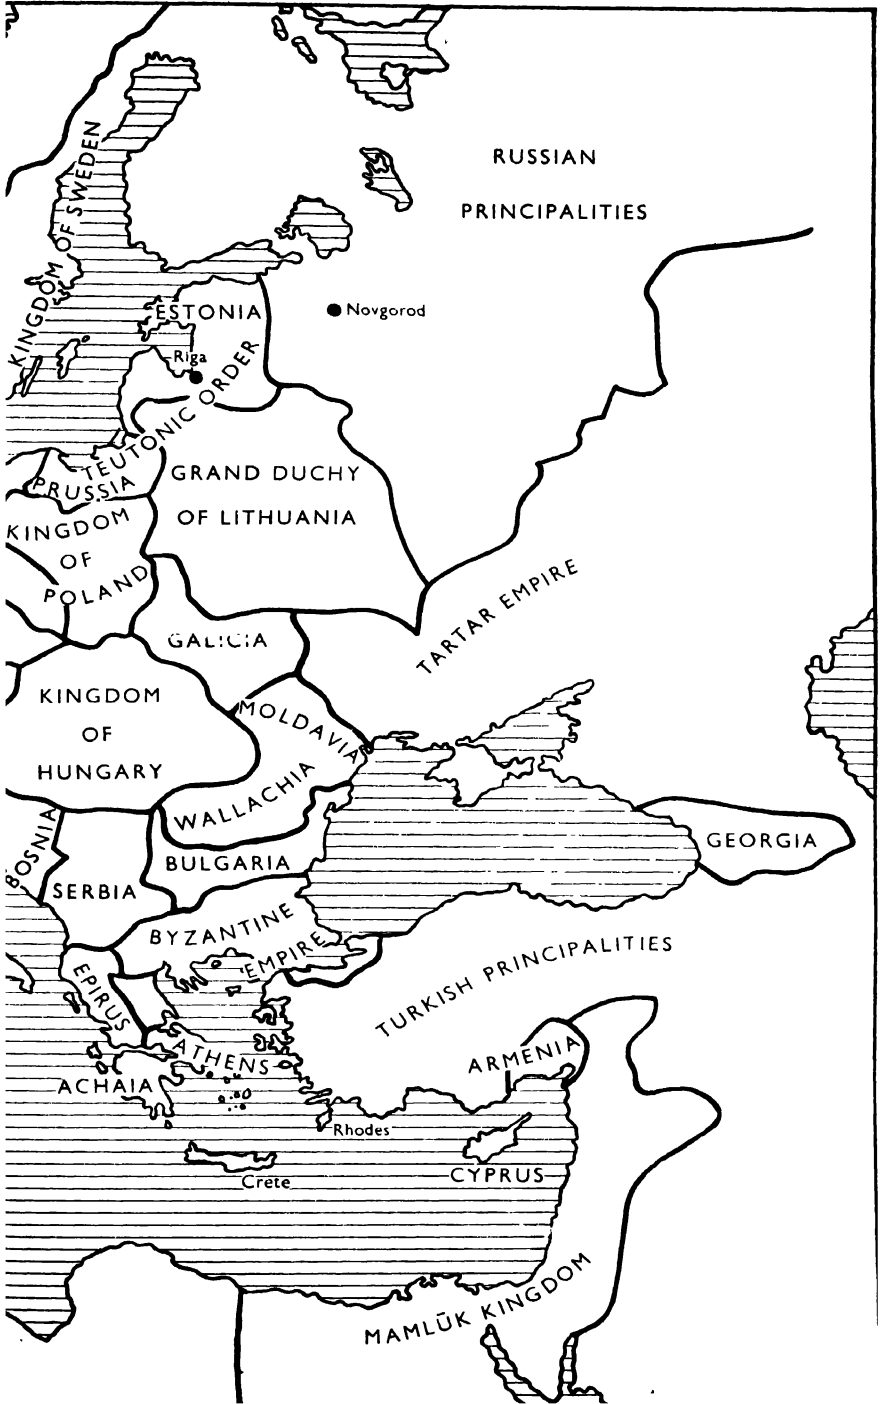 RUSSIAN
PRINCIPALITIES
KINGDOM OF SWEDEN
ESTONIA
Novgorod
Riga
TEUTONIC ORDER
PRUSSIA
GRAND DUCHY
OF LITHUANIA
KINGDOM
OF
POLAND
TARTAR EMPIRE
GALICIA
KINGDOM
OF
HUNGARY
MOLDAVIA
WALLACHIA
BOSNIA
SERBIA
BULGARIA
GEORGIA
BYZANTINE
EMPIRE
TURKISH PRINCIPALITIES
EPIRUS
ATHENS
ARMENIA
ACHAIA
Rhodes
Crete
CYPRUS
MAMLŪK KINGDOM